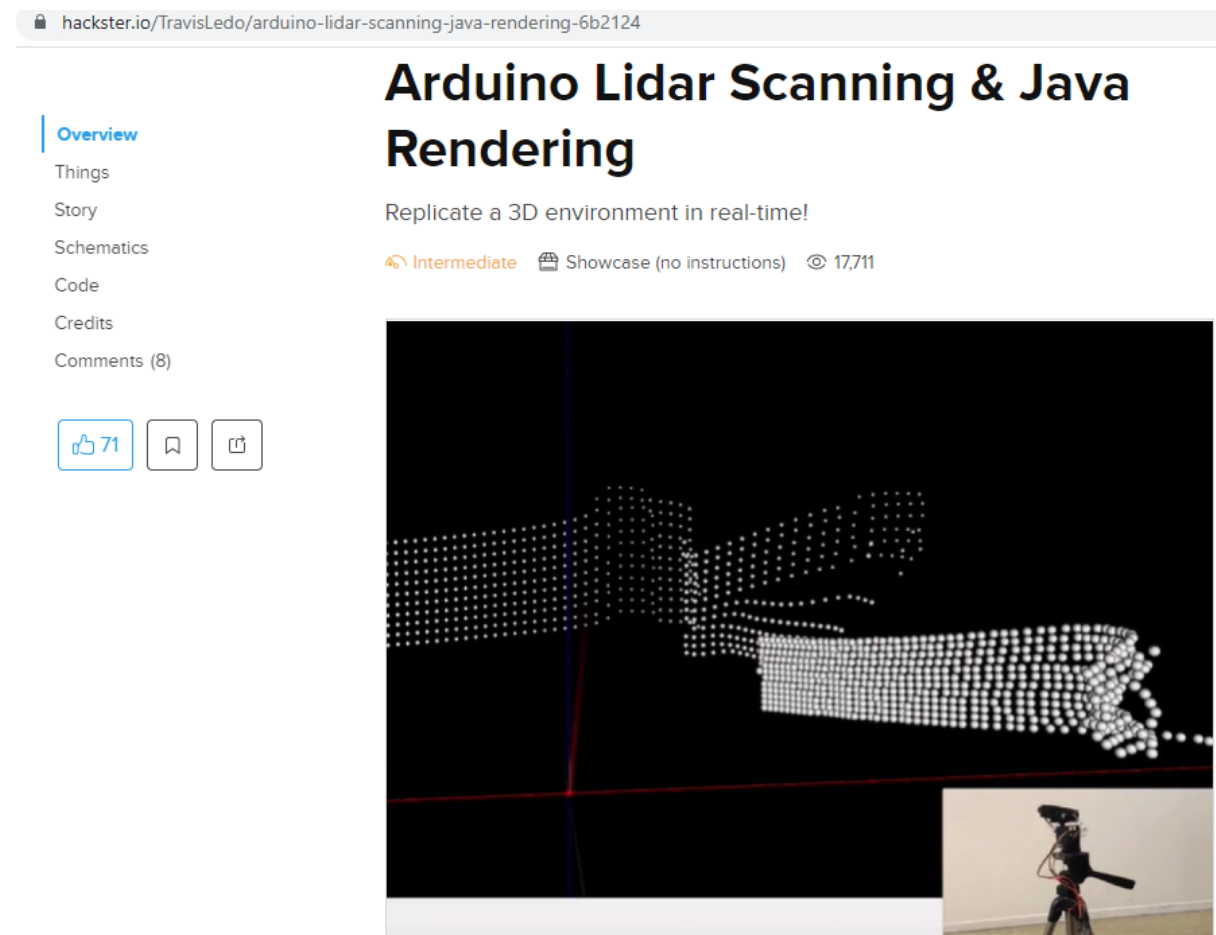 hackster.io/TravisLedo/arduino-lidar-scanning-java-rendering-6b2124
Arduino Lidar Scanning & Java
Rendering
Replicate a 3D environment in real-time!
Intermediate Showcase (no instructions) 17,711
Overview
Things
Story
Schematics
Code
Credits
Comments (8)
71